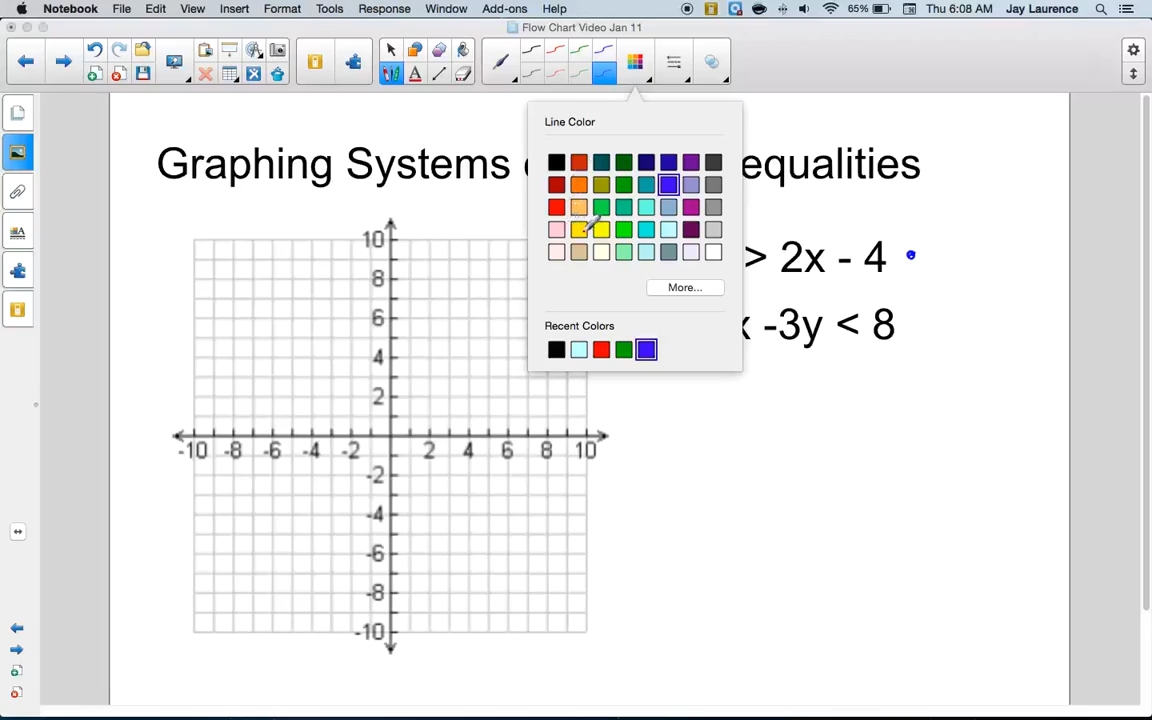 Notebook File Edit View Insert Format Tools Response Window Add-ons Help 65% Thu 6:08 AM Jay Laurence
Flow Chart Video Jan 11
A
Line Color
Graphing Systems equalities
> 2x - 4
-3y < 8
More...
Recent Colors
10
8
6
4
2
-10 -8 -6 -4 -2 2 4 6 8 10
-2
-4
-6
-8
-10